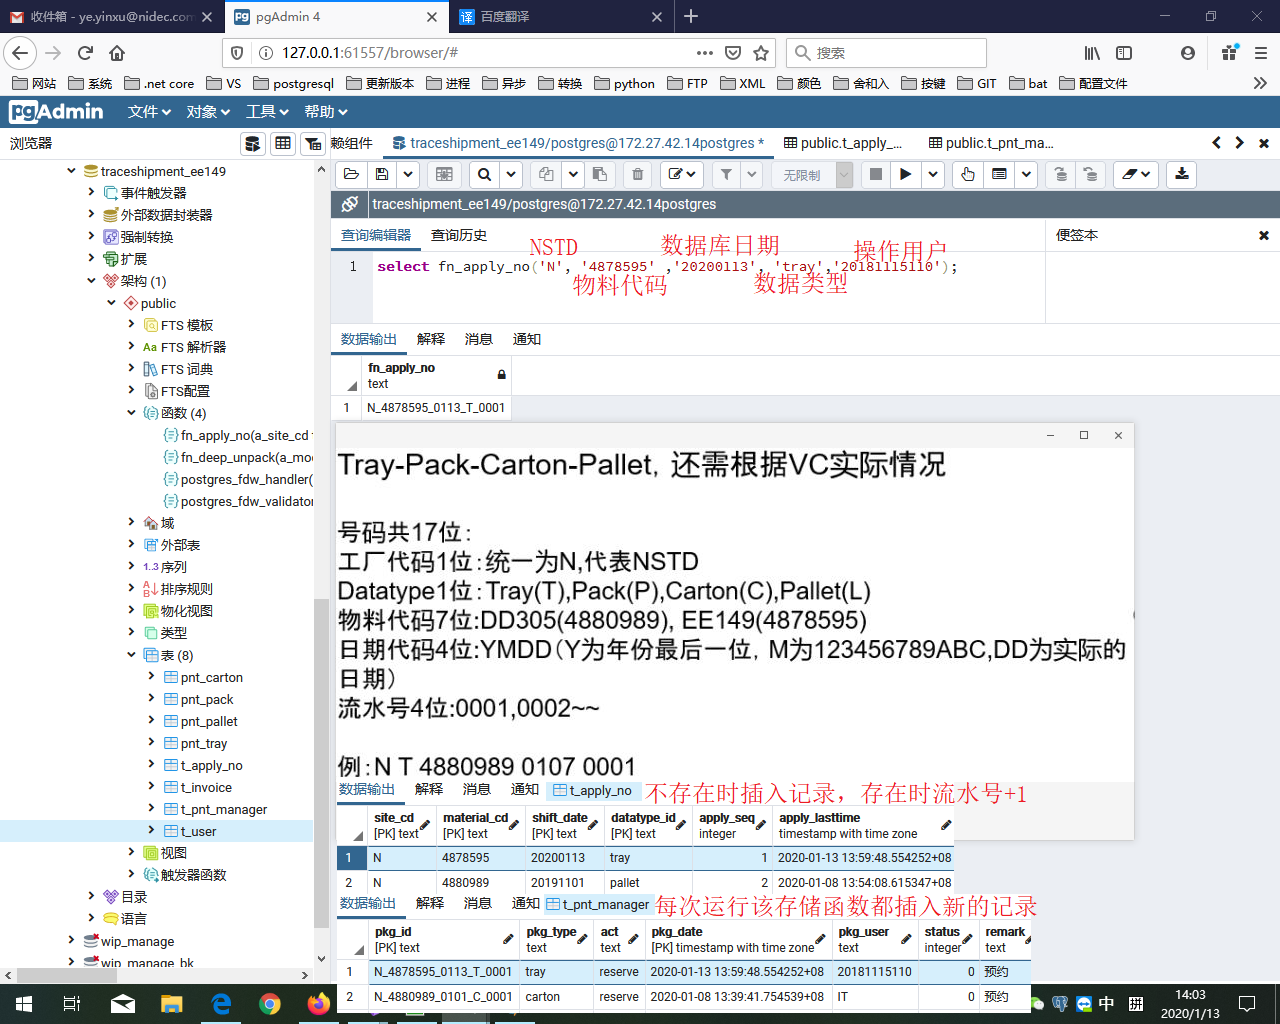 收件箱 - ye.yinxu@nidec.com
pgAdmin 4
百度翻译
127.0.0.1:61557/browser/#
搜索
网站 系统 .net core VS postgresql 更新版本 进程 异步 转换 python FTP XML 颜色 舍和入 按键 GIT bat 配置文件
pgAdmin 文件 对象 工具 帮助
浏览器
赖组件 traceshipment_ee149/postgres@172.27.42.14postgres * public.t_apply_... public.t_pnt_ma...
traceshipment_ee149
事件触发器
外部数据封装器
强制转换
扩展
架构 (1)
public
FTS 模板
FTS 解析器
FTS 词典
FTS配置
函数 (4)
fn_apply_no(a_site_cd
fn_deep_unpack(a_mo
postgres_fdw_handler(
postgres_fdw_validator
域
外部表
1..3 序列
排序规则
物化视图
类型
表 (8)
pnt_carton
pnt_pack
pnt_pallet
pnt_tray
t_apply_no
t_invoice
t_pnt_manager
t_user
视图
触发器函数
目录
语言
wip_manage
wip_manage_bk
无限制
traceshipment_ee149/postgres@172.27.42.14postgres
查询编辑器 查询历史 便签本
NSTD 数据库日期 操作用户
1 select fn_apply_no('N', '4878595' ,'20200113', 'tray','20181115110');
物料代码 数据类型
数据输出 解释 消息 通知
fn_apply_no
text
1 N_4878595_0113_T_0001
Tray-Pack-Carton-Pallet，还需根据VC实际情况
号码共17位：
工厂代码1位：统一为N,代表NSTD
Datatype1位：Tray(T),Pack(P),Carton(C),Pallet(L)
物料代码7位:DD305(4880989), EE149(4878595)
日期代码4位:YMDD（Y为年份最后一位，M为123456789ABC,DD为实际的
日期）
流水号4位:0001,0002~~
例：N T 4880989 0107 0001
数据输出 解释 消息 通知 t_apply_no 不存在时插入记录，存在时流水号+1
site_cd material_cd shift_date datatype_id apply_seq apply_lasttime
[PK] text [PK] text [PK] text [PK] text integer timestamp with time zone
1 N 4878595 20200113 tray 1 2020-01-13 13:59:48.554252+08
2 N 4880989 20191101 pallet 2 2020-01-08 13:54:08.615347+08
数据输出 解释 消息 通知 t_pnt_manager 每次运行该存储函数都插入新的记录
pkg_id pkg_type act pkg_date pkg_user status remark
[PK] text text text [PK] timestamp with time zone text integer text
1 N_4878595_0113_T_0001 tray reserve 2020-01-13 13:59:48.554252+08 20181115110 0 预约
2 N_4880989_0101_C_0001 carton reserve 2020-01-08 13:39:41.754539+08 IT 0 预约
中 拼
14:03
2020/1/13